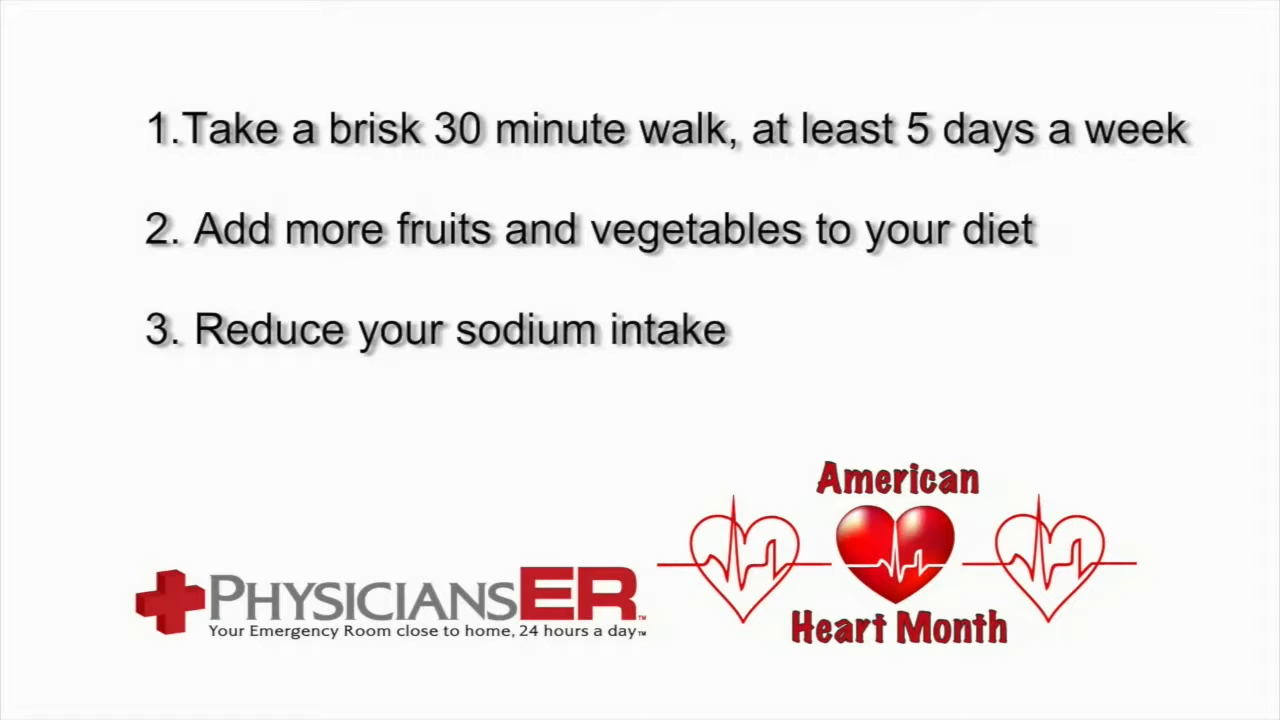 1.Take a brisk 30 minute walk, at least 5 days a week
2. Add more fruits and vegetables to your diet
3. Reduce your sodium intake
American
Heart Month
PHYSICIANSER™
Your Emergency Room close to home, 24 hours a day™